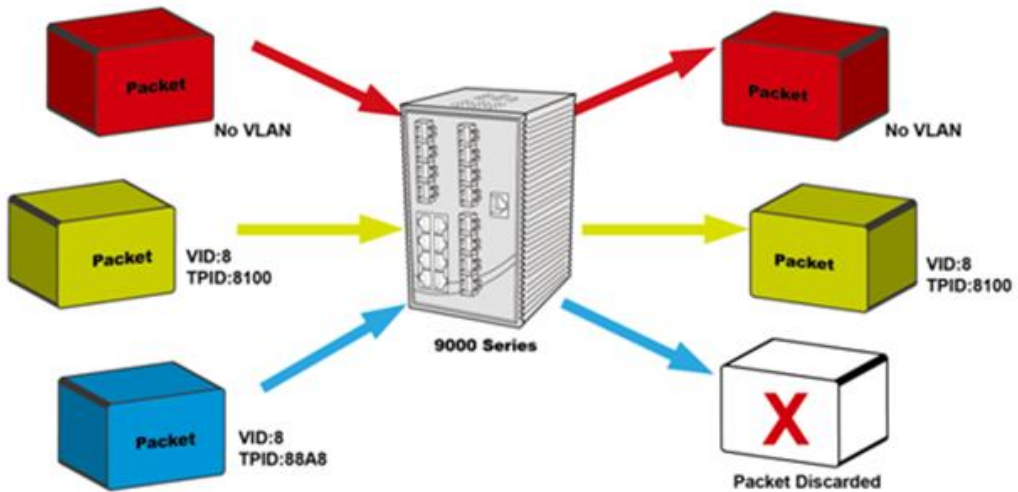 Packet
No VLAN
Packet
No VLAN
Packet
VID:8
TPID:8100
Packet
VID:8
TPID:8100
9000 Series
Packet
VID:8
TPID:88A8
X
Packet Discarded